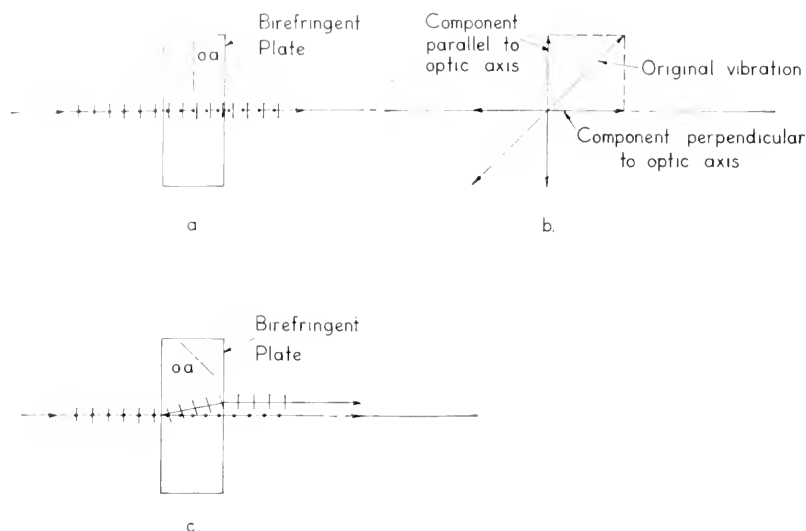 Birefringent
Plate
oa
a
Component
parallel to
optic axis
Original vibration
Component perpendicular
to optic axis
b.
Birefringent
Plate
oa
c.